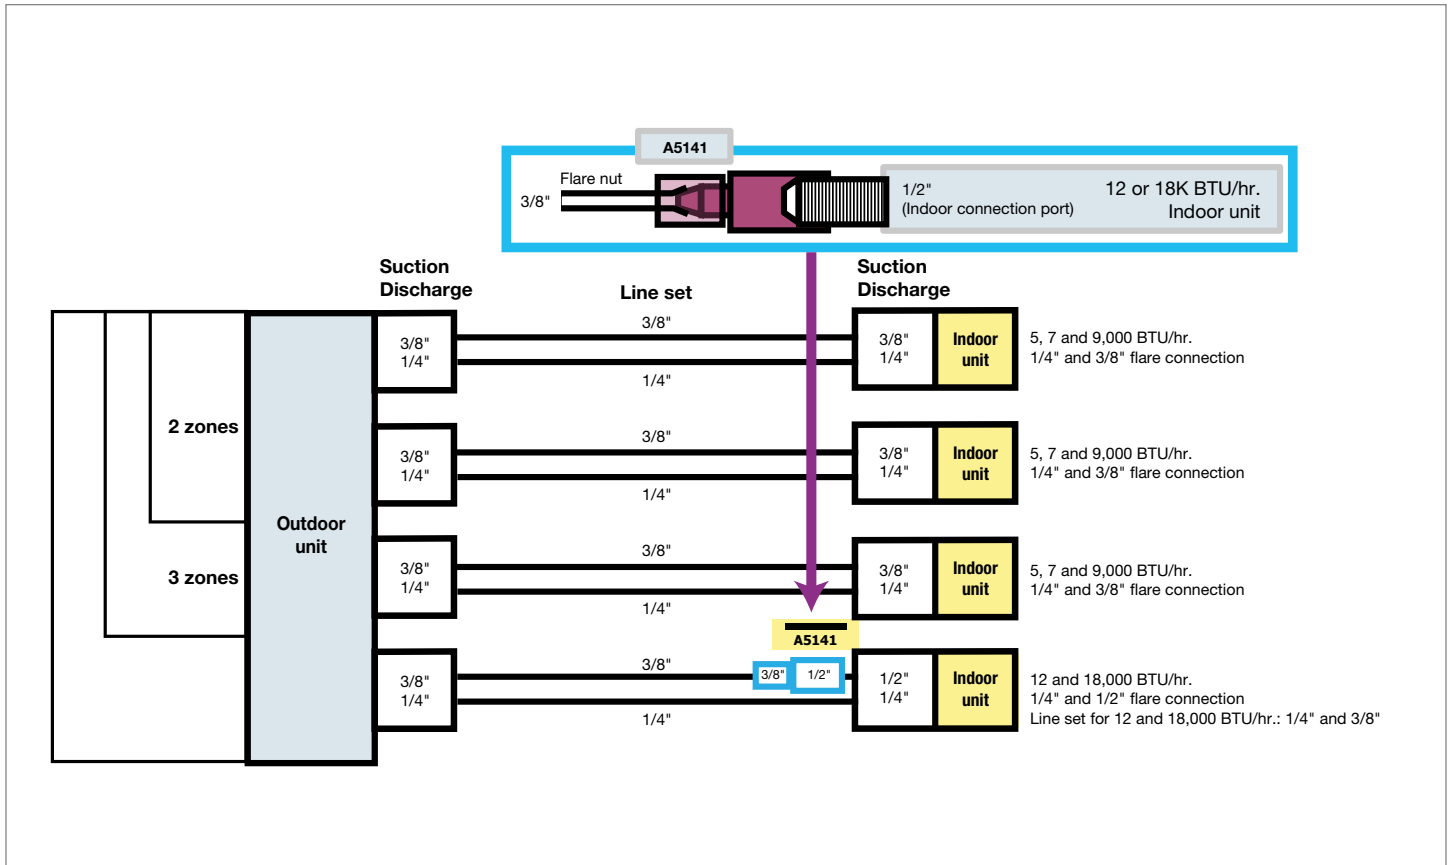 A5141
Flare nut
3/8"
1/2"
(Indoor connection port)
12 or 18K BTU/hr.
Indoor unit
Suction
Discharge
Line set
Suction
Discharge
3/8"
3/8"
1/4"
1/4"
3/8"
1/4"
Indoor
unit
5, 7 and 9,000 BTU/hr.
1/4" and 3/8" flare connection
2 zones
3/8"
3/8"
1/4"
1/4"
3/8"
1/4"
Indoor
unit
5, 7 and 9,000 BTU/hr.
1/4" and 3/8" flare connection
Outdoor
unit
3 zones
3/8"
3/8"
1/4"
1/4"
3/8"
1/4"
Indoor
unit
5, 7 and 9,000 BTU/hr.
1/4" and 3/8" flare connection
A5141
3/8"
3/8"
1/4"
1/4"
3/8"
1/2"
1/2"
1/4"
Indoor
unit
12 and 18,000 BTU/hr.
1/4" and 1/2" flare connection
Line set for 12 and 18,000 BTU/hr.: 1/4" and 3/8"